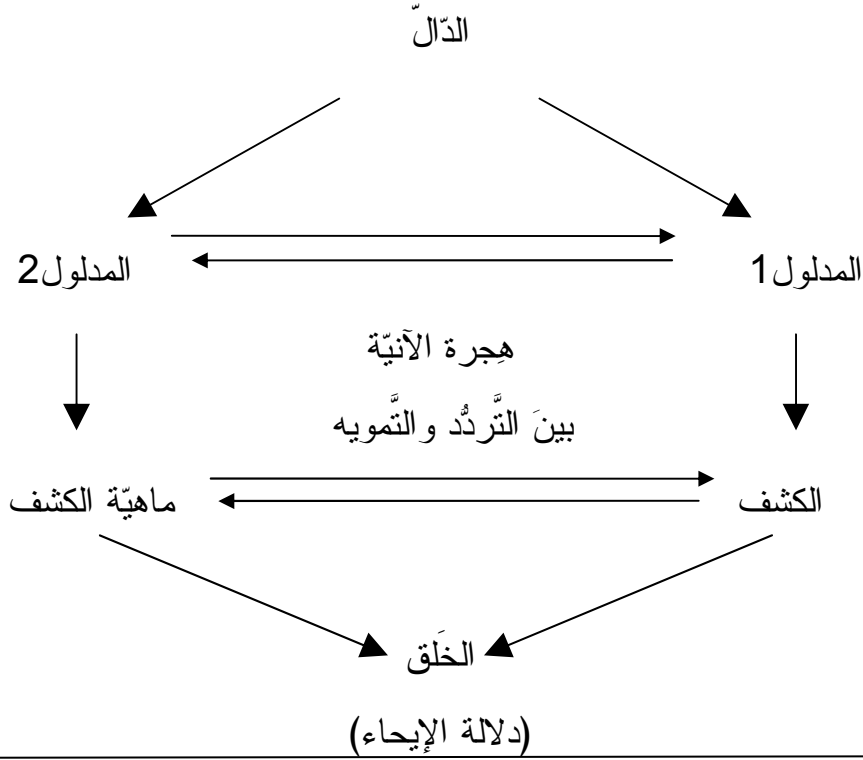 الدّالّ
المدلول1
المدلول2
هِجرة الآنيّة
بينَ التَّردُّد والتَّمويه
الكشف
ماهيّة الكشف
الخَلق
(دلالة الإيحاء)